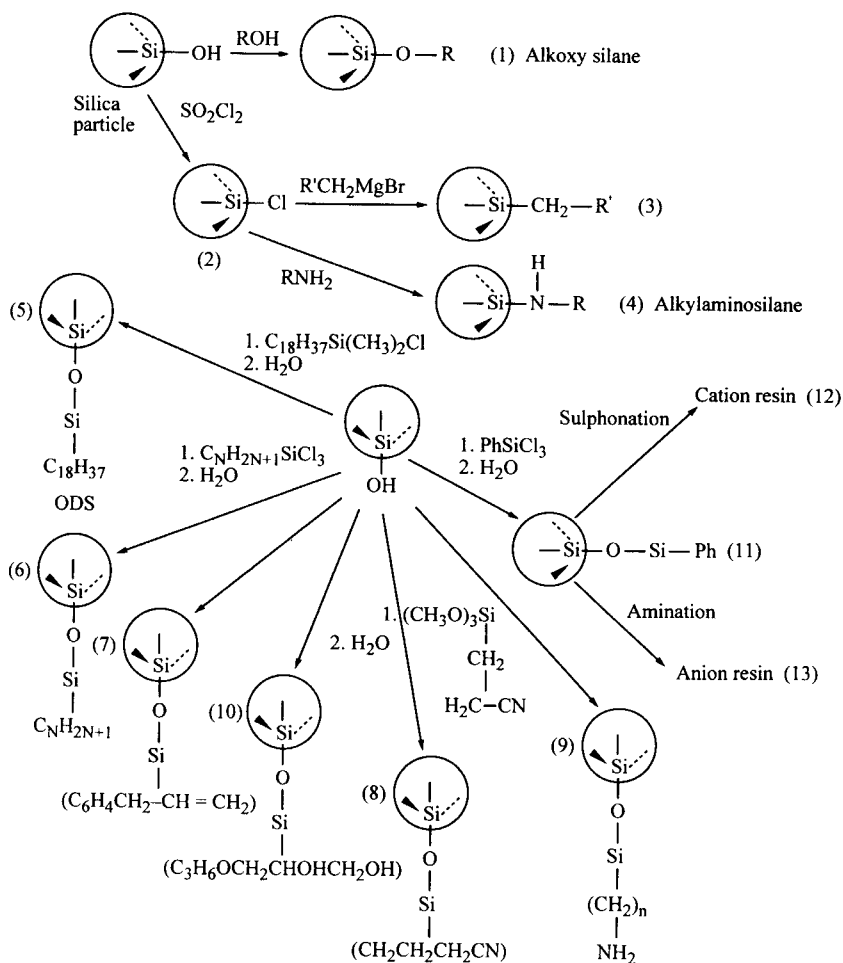 Si—OH
ROH
Si—O—R
(1) Alkoxy silane
Silica
particle
SO2Cl2
Si—Cl
R'CH2MgBr
Si—CH2—R'
(3)
(2)
RNH2
H
Si—N—R
(4) Alkylaminosilane
(5)
Si
O
Si
C18H37
ODS
1. C18H37Si(CH3)2Cl
2. H2O
Si
OH
1. CNH2N+1SiCl3
2. H2O
1. PhSiCl3
2. H2O
Sulphonation
Cation resin (12)
Si—O—Si—Ph (11)
Amination
Anion resin (13)
(6)
Si
O
Si
CNH2N+1
(7)
Si
O
Si
(C6H4CH2—CH=CH2)
(10)
Si
O
Si
(C3H6OCH2CHOHCH2OH)
1. (CH3O)3Si
2. H2O
CH2
H2C—CN
(8)
Si
O
Si
(CH2CH2CH2CN)
(9)
Si
O
Si
(CH2)n
NH2